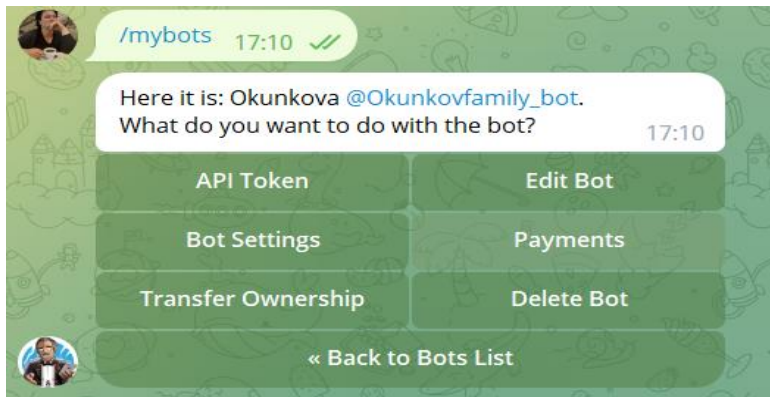 /mybots 17:10
Here it is: Okunkova @Okunkovfamily_bot.
What do you want to do with the bot? 17:10
API Token
Edit Bot
Bot Settings
Payments
Transfer Ownership
Delete Bot
« Back to Bots List